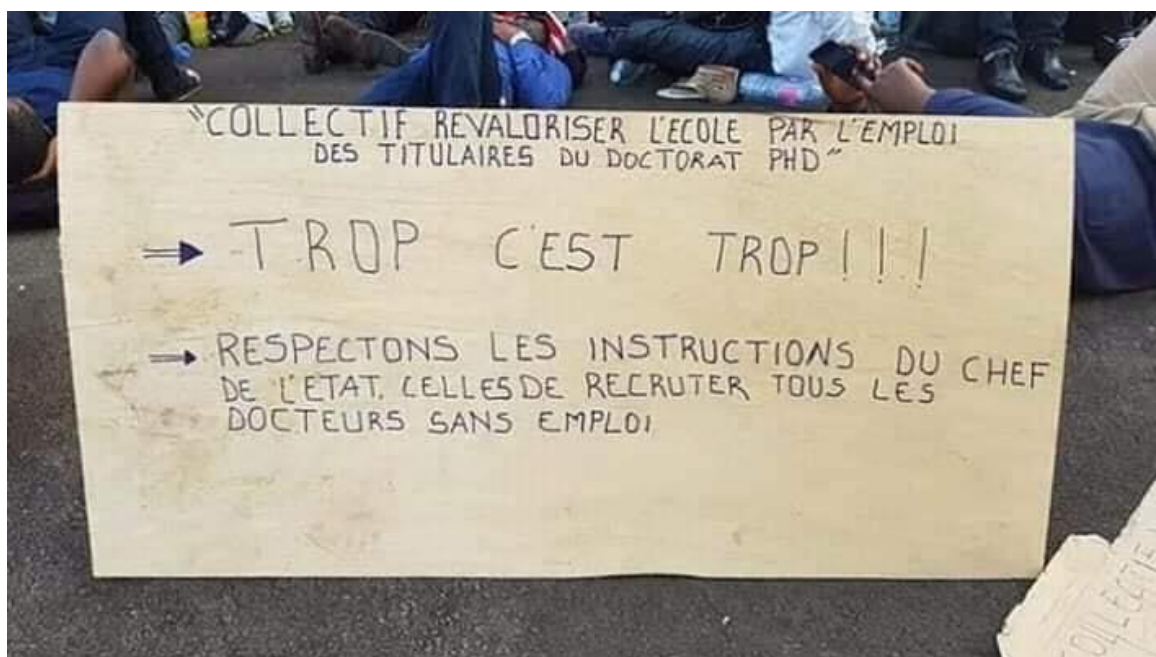 "COLLECTIF REVALORISER L'ECOLE PAR L'EMPLOI
DES TITULAIRES DU DOCTORAT PHD"
⇒ TROP C'EST TROP!!!
⇒ RESPECTONS LES INSTRUCTIONS DU CHEF
DE L'ETAT. CELLES DE RECRUTER TOUS LES
DOCTEURS SANS EMPLOI